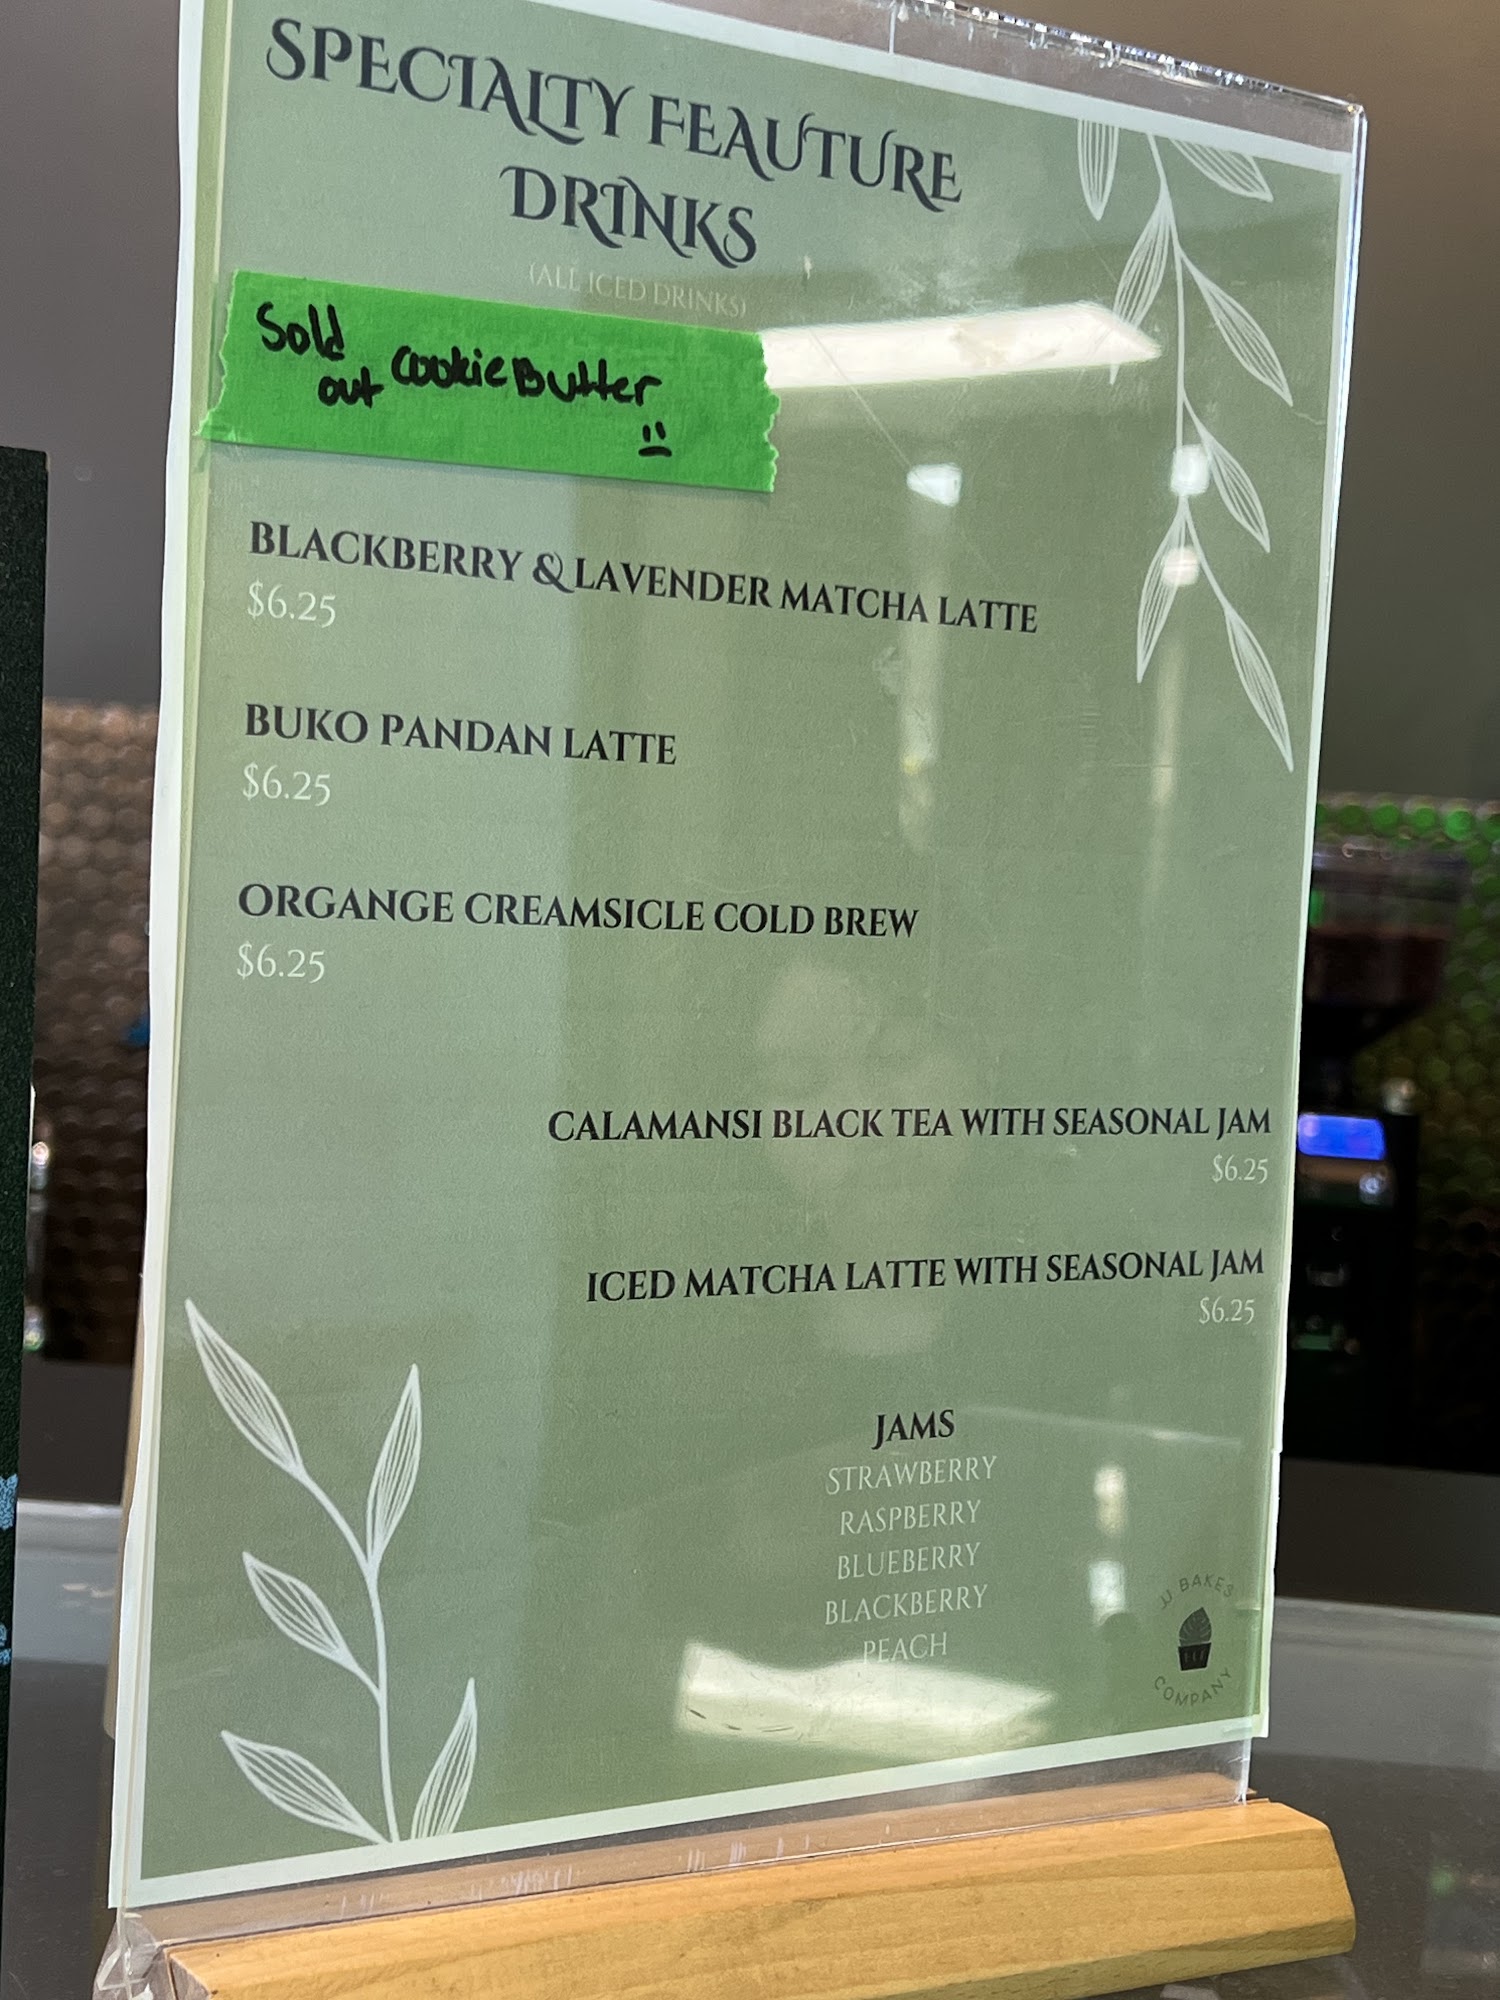 SPECIALTY FEAUTURE
DRINKS
(ALL ICED DRINKS)
Sold
out cookie Butter
BLACKBERRY & LAVENDER MATCHA LATTE
$6.25
BUKO PANDAN LATTE
$6.25
ORGANGE CREAMSICLE COLD BREW
$6.25
CALAMANSI BLACK TEA WITH SEASONAL JAM
$6.25
ICED MATCHA LATTE WITH SEASONAL JAM
$6.25
JAMS
STRAWBERRY
RASPBERRY
BLUEBERRY
BLACKBERRY
PEACH
JJ BAKES
COMPANY